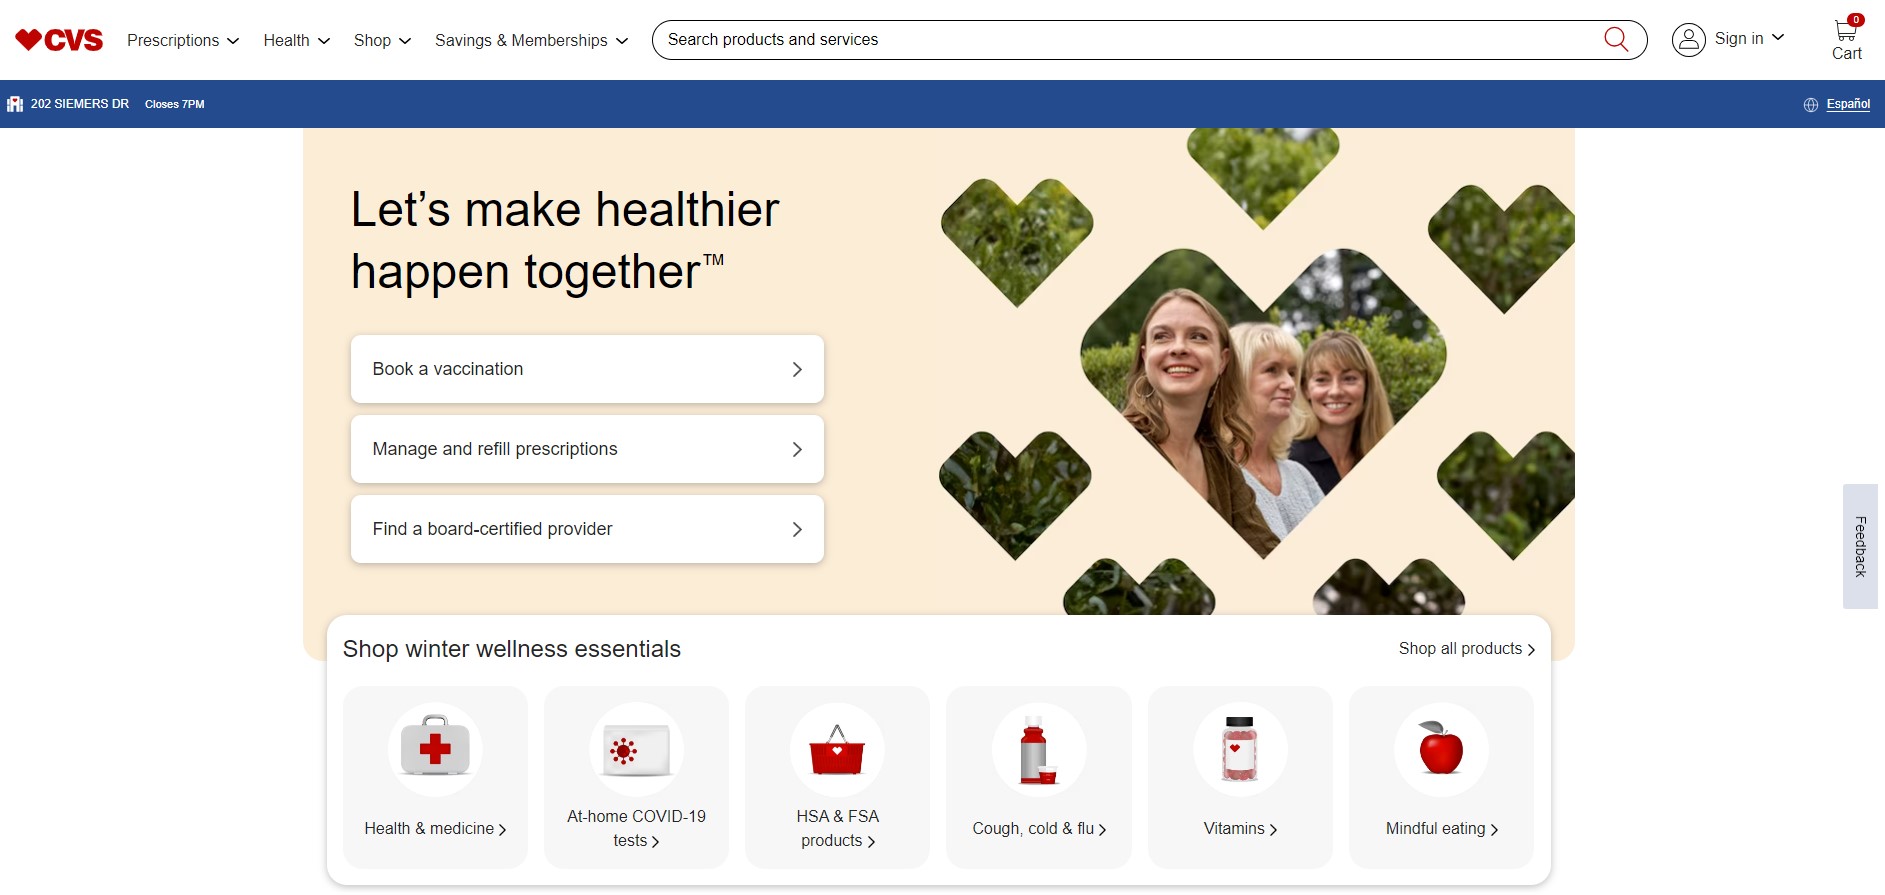 CVS
Prescriptions
Health
Shop
Savings & Memberships
Search products and services
Sign in
0
Cart
202 SIEMERS DR
Closes 7PM
Español
Let’s make healthier
happen together™
Book a vaccination
Manage and refill prescriptions
Find a board-certified provider
Feedback
Shop winter wellness essentials
Shop all products
Health & medicine
At-home COVID-19
tests
HSA & FSA
products
Cough, cold & flu
Vitamins
Mindful eating